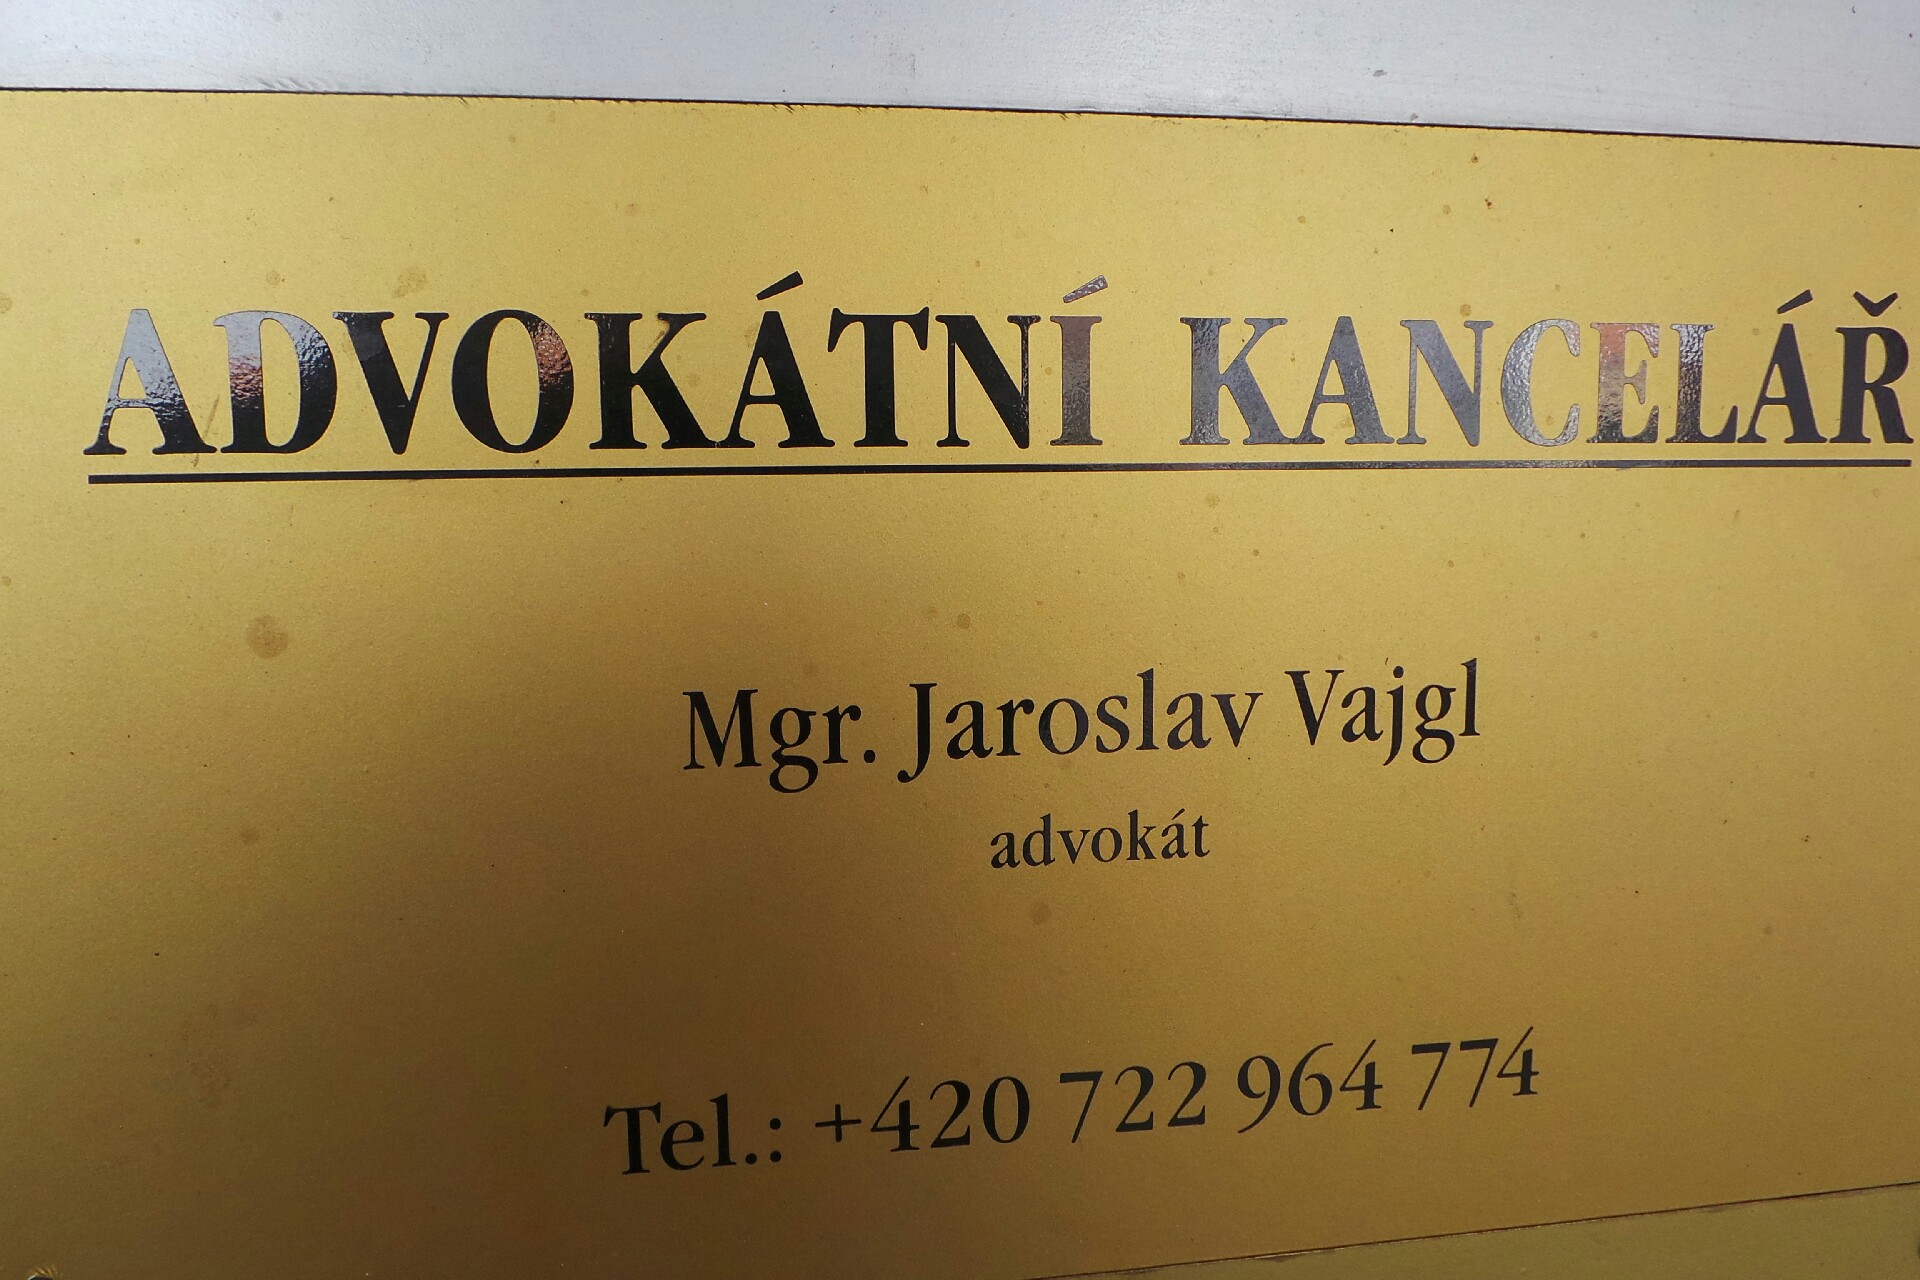 ADVOKÁTNÍ KANCELÁŘ
Mgr. Jaroslav Vajgl
advokát
Tel.: +420 722 964 774